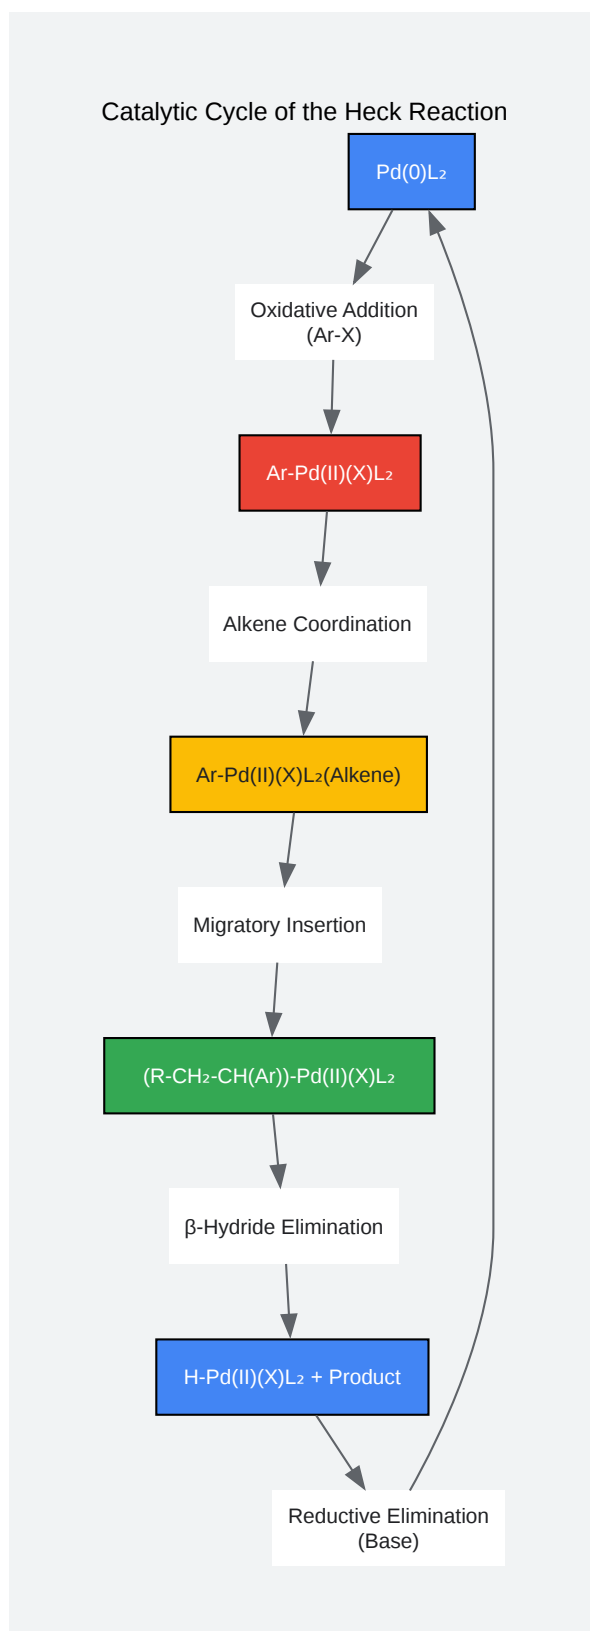 Catalytic Cycle of the Heck Reaction
Pd(0)L₂
Oxidative Addition
(Ar-X)
Ar-Pd(II)(X)L₂
Alkene Coordination
Ar-Pd(II)(X)L₂(Alkene)
Migratory Insertion
(R-CH₂-CH(Ar))-Pd(II)(X)L₂
β-Hydride Elimination
H-Pd(II)(X)L₂ + Product
Reductive Elimination
(Base)